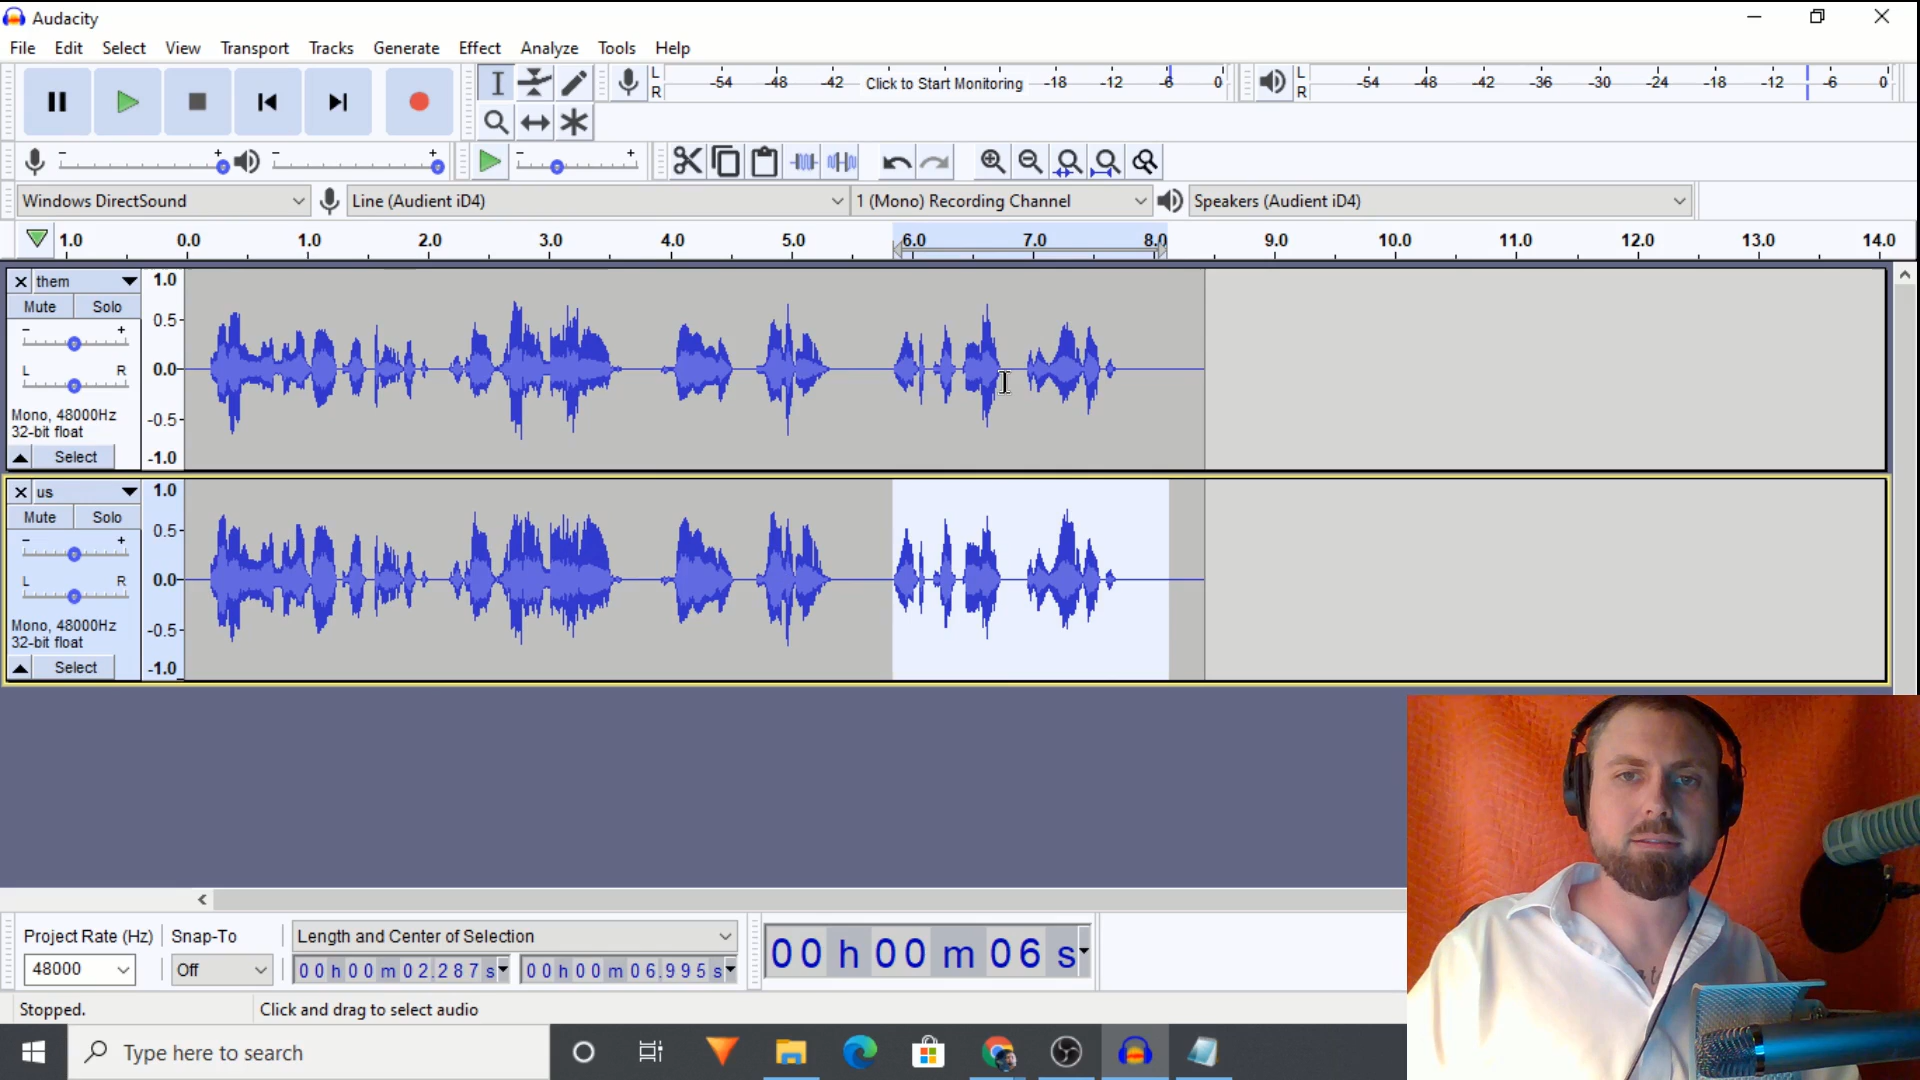 Audacity
File Edit Select View Transport Tracks Generate Effect Analyze Tools Help
L R -54 -48 -42 Click to Start Monitoring -18 -12 -6 0
L R -54 -48 -42 -36 -30 -24 -18 -12 -6 0
- + - + - +
Windows DirectSound Line (Audient iD4) 1 (Mono) Recording Channel Speakers (Audient iD4)
1.0 0.0 1.0 2.0 3.0 4.0 5.0 6.0 7.0 8.0 9.0 10.0 11.0 12.0 13.0 14.0
them
Mute Solo
- +
L R
Mono, 48000Hz
32-bit float
Select
1.0
0.5
0.0
-0.5
-1.0
us
Mute Solo
- +
L R
Mono, 48000Hz
32-bit float
Select
1.0
0.5
0.0
-0.5
-1.0
Project Rate (Hz) Snap-To Length and Center of Selection
48000 Off 00 h 00 m 02.287 s 00 h 00 m 06.995 s
00 h 00 m 06 s
Stopped. Click and drag to select audio
Type here to search